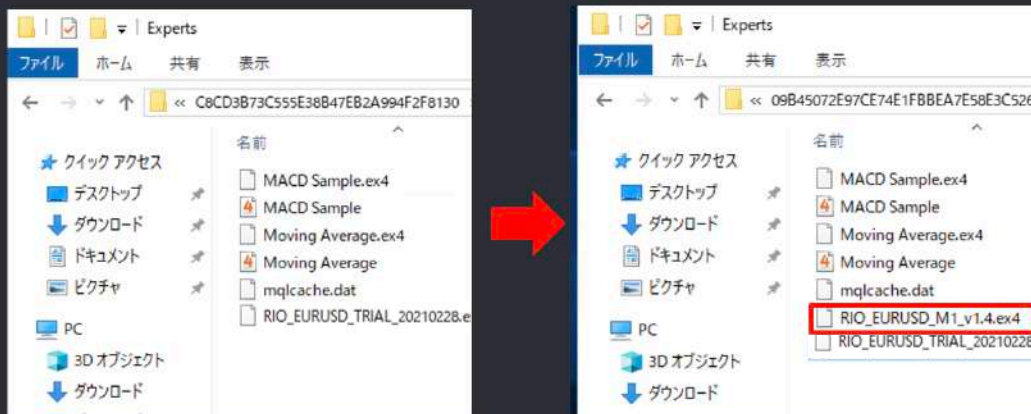 Experts
ファイル ホーム 共有 表示
« C8CD3B73C555E38B47EB2A994F2F8130
名前
クイック アクセス
デスクトップ
ダウンロード
ドキュメント
ピクチャ
PC
3D オブジェクト
ダウンロード
MACD Sample.ex4
MACD Sample
Moving Average.ex4
Moving Average
mqlcache.dat
RIO_EURUSD_TRIAL_20210228.e
Experts
ファイル ホーム 共有 表示
« 09B45072E97CE74E1FBBEA7E58E3C526
名前
クイック アクセス
デスクトップ
ダウンロード
ドキュメント
ピクチャ
PC
3D オブジェクト
ダウンロード
MACD Sample.ex4
MACD Sample
Moving Average.ex4
Moving Average
mqlcache.dat
RIO_EURUSD_M1_v1.4.ex4
RIO_EURUSD_TRIAL_20210228